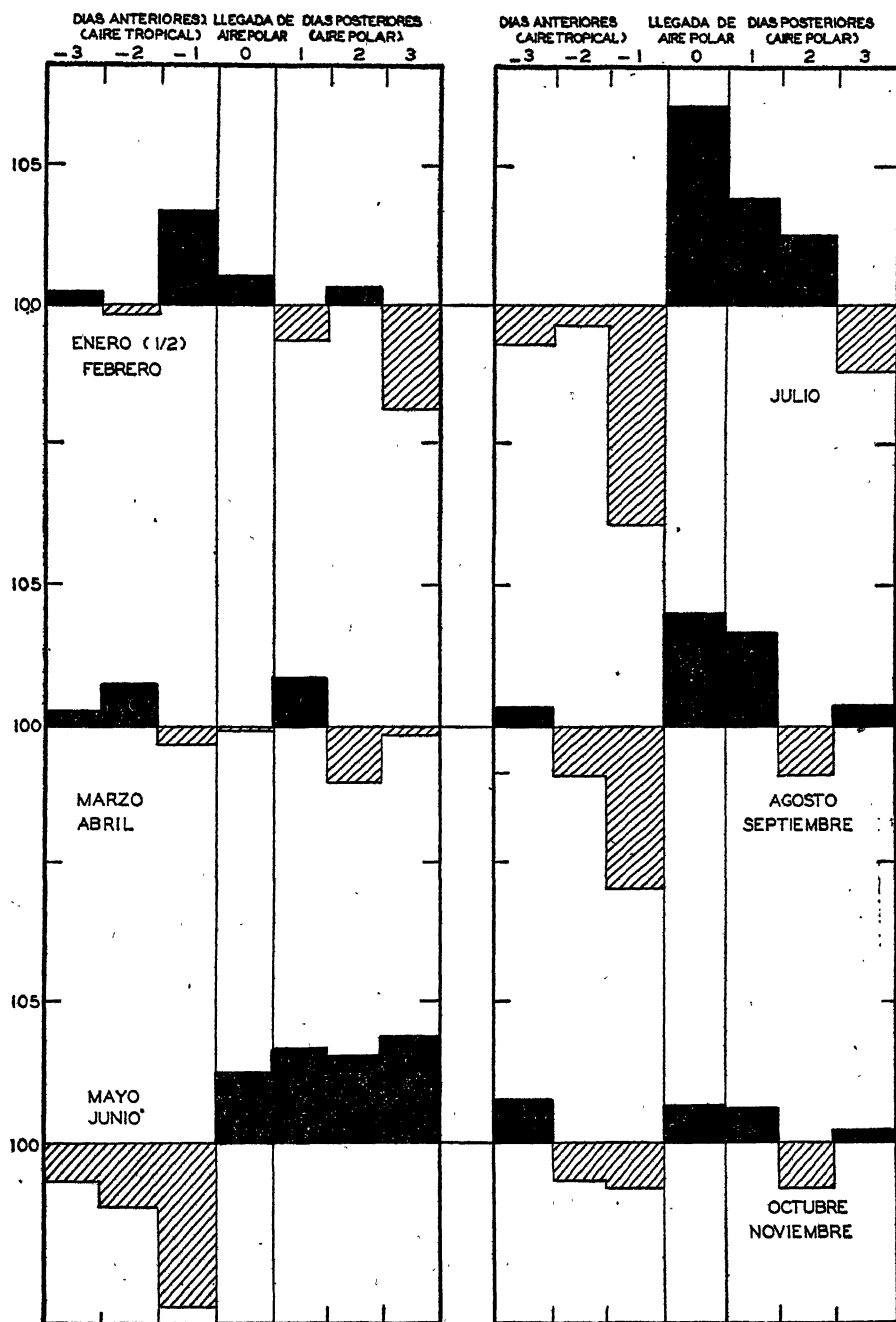 DIAS ANTERIORES) LLEGADA DE DIAS POSTERIORES
(AIRE TROPICAL) AIRE POLAR (AIRE POLAR)
-3 -2 -1 0 1 2 3
DIAS ANTERIORES LLEGADA DE DIAS POSTERIORES
(AIRE TROPICAL) AIRE POLAR (AIRE POLAR)
-3 -2 -1 0 1 2 3
105
100
ENERO (1/2)
FEBRERO
JULIO
105
100
MARZO
ABRIL
AGOSTO
SEPTIEMBRE
105
MAYO
JUNIO
100
OCTUBRE
NOVIEMBRE